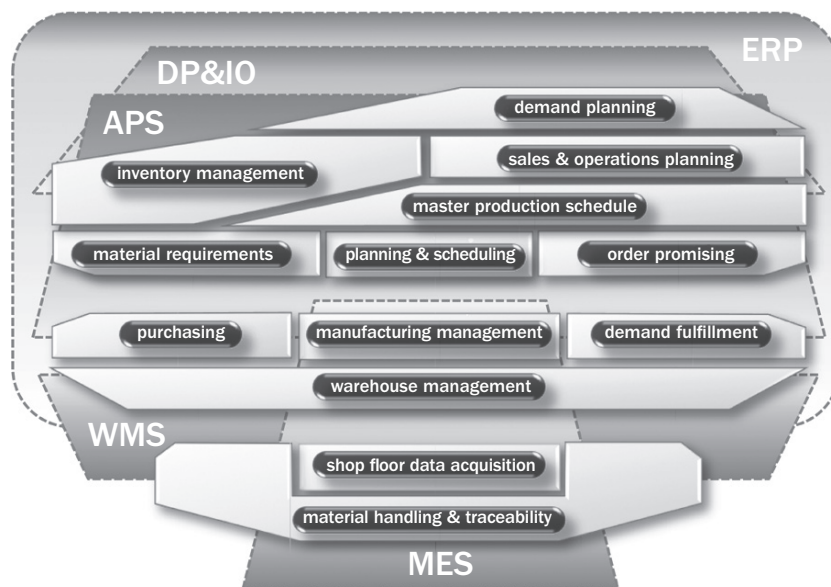 ERP
DP&IO
APS
demand planning
inventory management
sales & operations planning
master production schedule
material requirements
planning & scheduling
order promising
purchasing
manufacturing management
demand fulfillment
warehouse management
WMS
shop floor data acquisition
material handling & traceability
MES